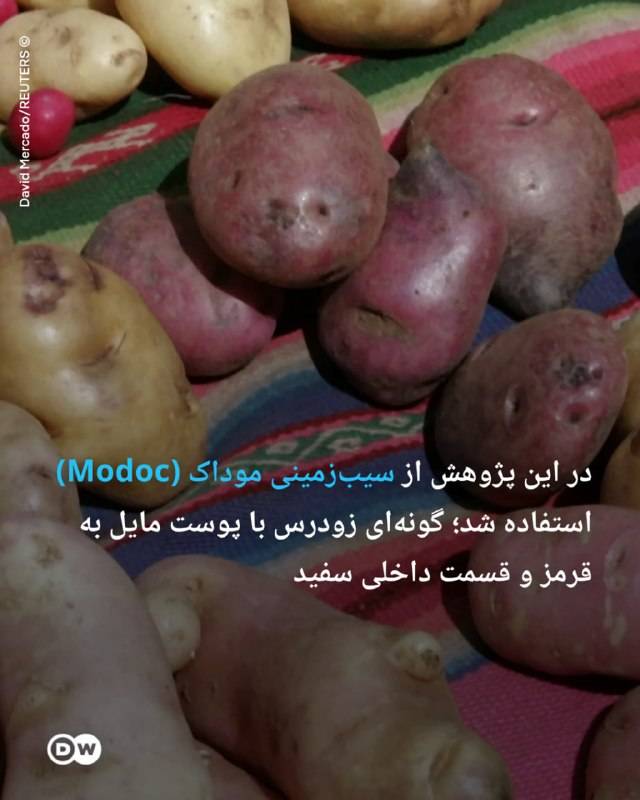 © David Mercado/REUTERS
در این پژوهش از سیب‌زمینی موداک (Modoc)
استفاده شد؛ گونه‌ای زودرس با پوست مایل به
قرمز و قسمت داخلی سفید
DW